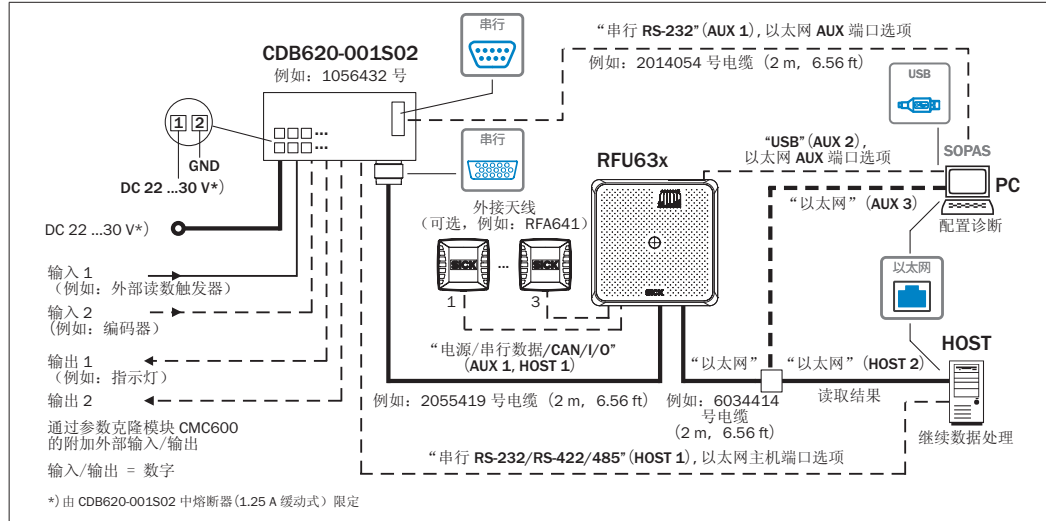 串行
“串行 RS-232” (AUX 1), 以太网 AUX 端口选项
例如：2014054 号电缆（2 m，6.56 ft）
CDB620-001S02
例如：1056432 号
1 2
GND
DC 22 ...30 V*)
DC 22 ...30 V*)
串行
外接天线
（可选，例如：RFA641）
SICK
...
SICK
1
3
RFU63x
SICK
USB
“USB” (AUX 2),
以太网 AUX 端口选项
SOPAS
PC
配置诊断
“以太网” (AUX 3)
以太网
输入 1
（例如：外部读数触发器）
输入 2
(例如：编码器）
输出 1
（例如：指示灯）
输出 2
通过参数克隆模块 CMC600
的附加外部输入/输出
输入/输出 = 数字
“电源/串行数据/CAN/I/O”
(AUX 1, HOST 1)
例如：2055419 号电缆（2 m，6.56 ft）
“以太网”
例如：6034414
号电缆
（2 m，6.56 ft）
“以太网” (HOST 2)
读取结果
HOST
继续数据处理
“串行 RS-232/RS-422/485” (HOST 1), 以太网主机端口选项
*) 由 CDB620-001S02 中熔断器(1.25 A 缓动式）限定